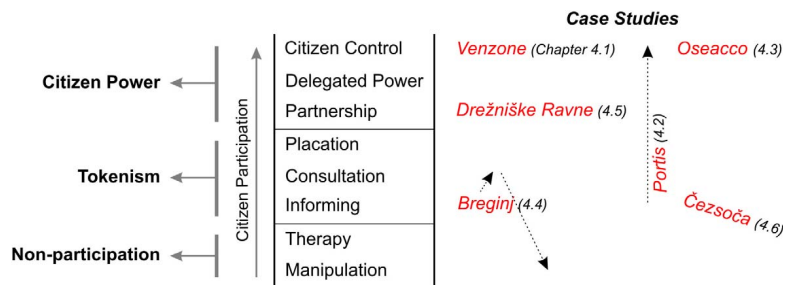 Case Studies
Citizen Power
Tokenism
Non-participation
Citizen Participation
Citizen Control
Delegated Power
Partnership
Placation
Consultation
Informing
Therapy
Manipulation
Venzone (Chapter 4.1)
Oseacco (4.3)
Drežniške Ravne (4.5)
Portis (4.2)
Breginj (4.4)
Čezsoča (4.6)